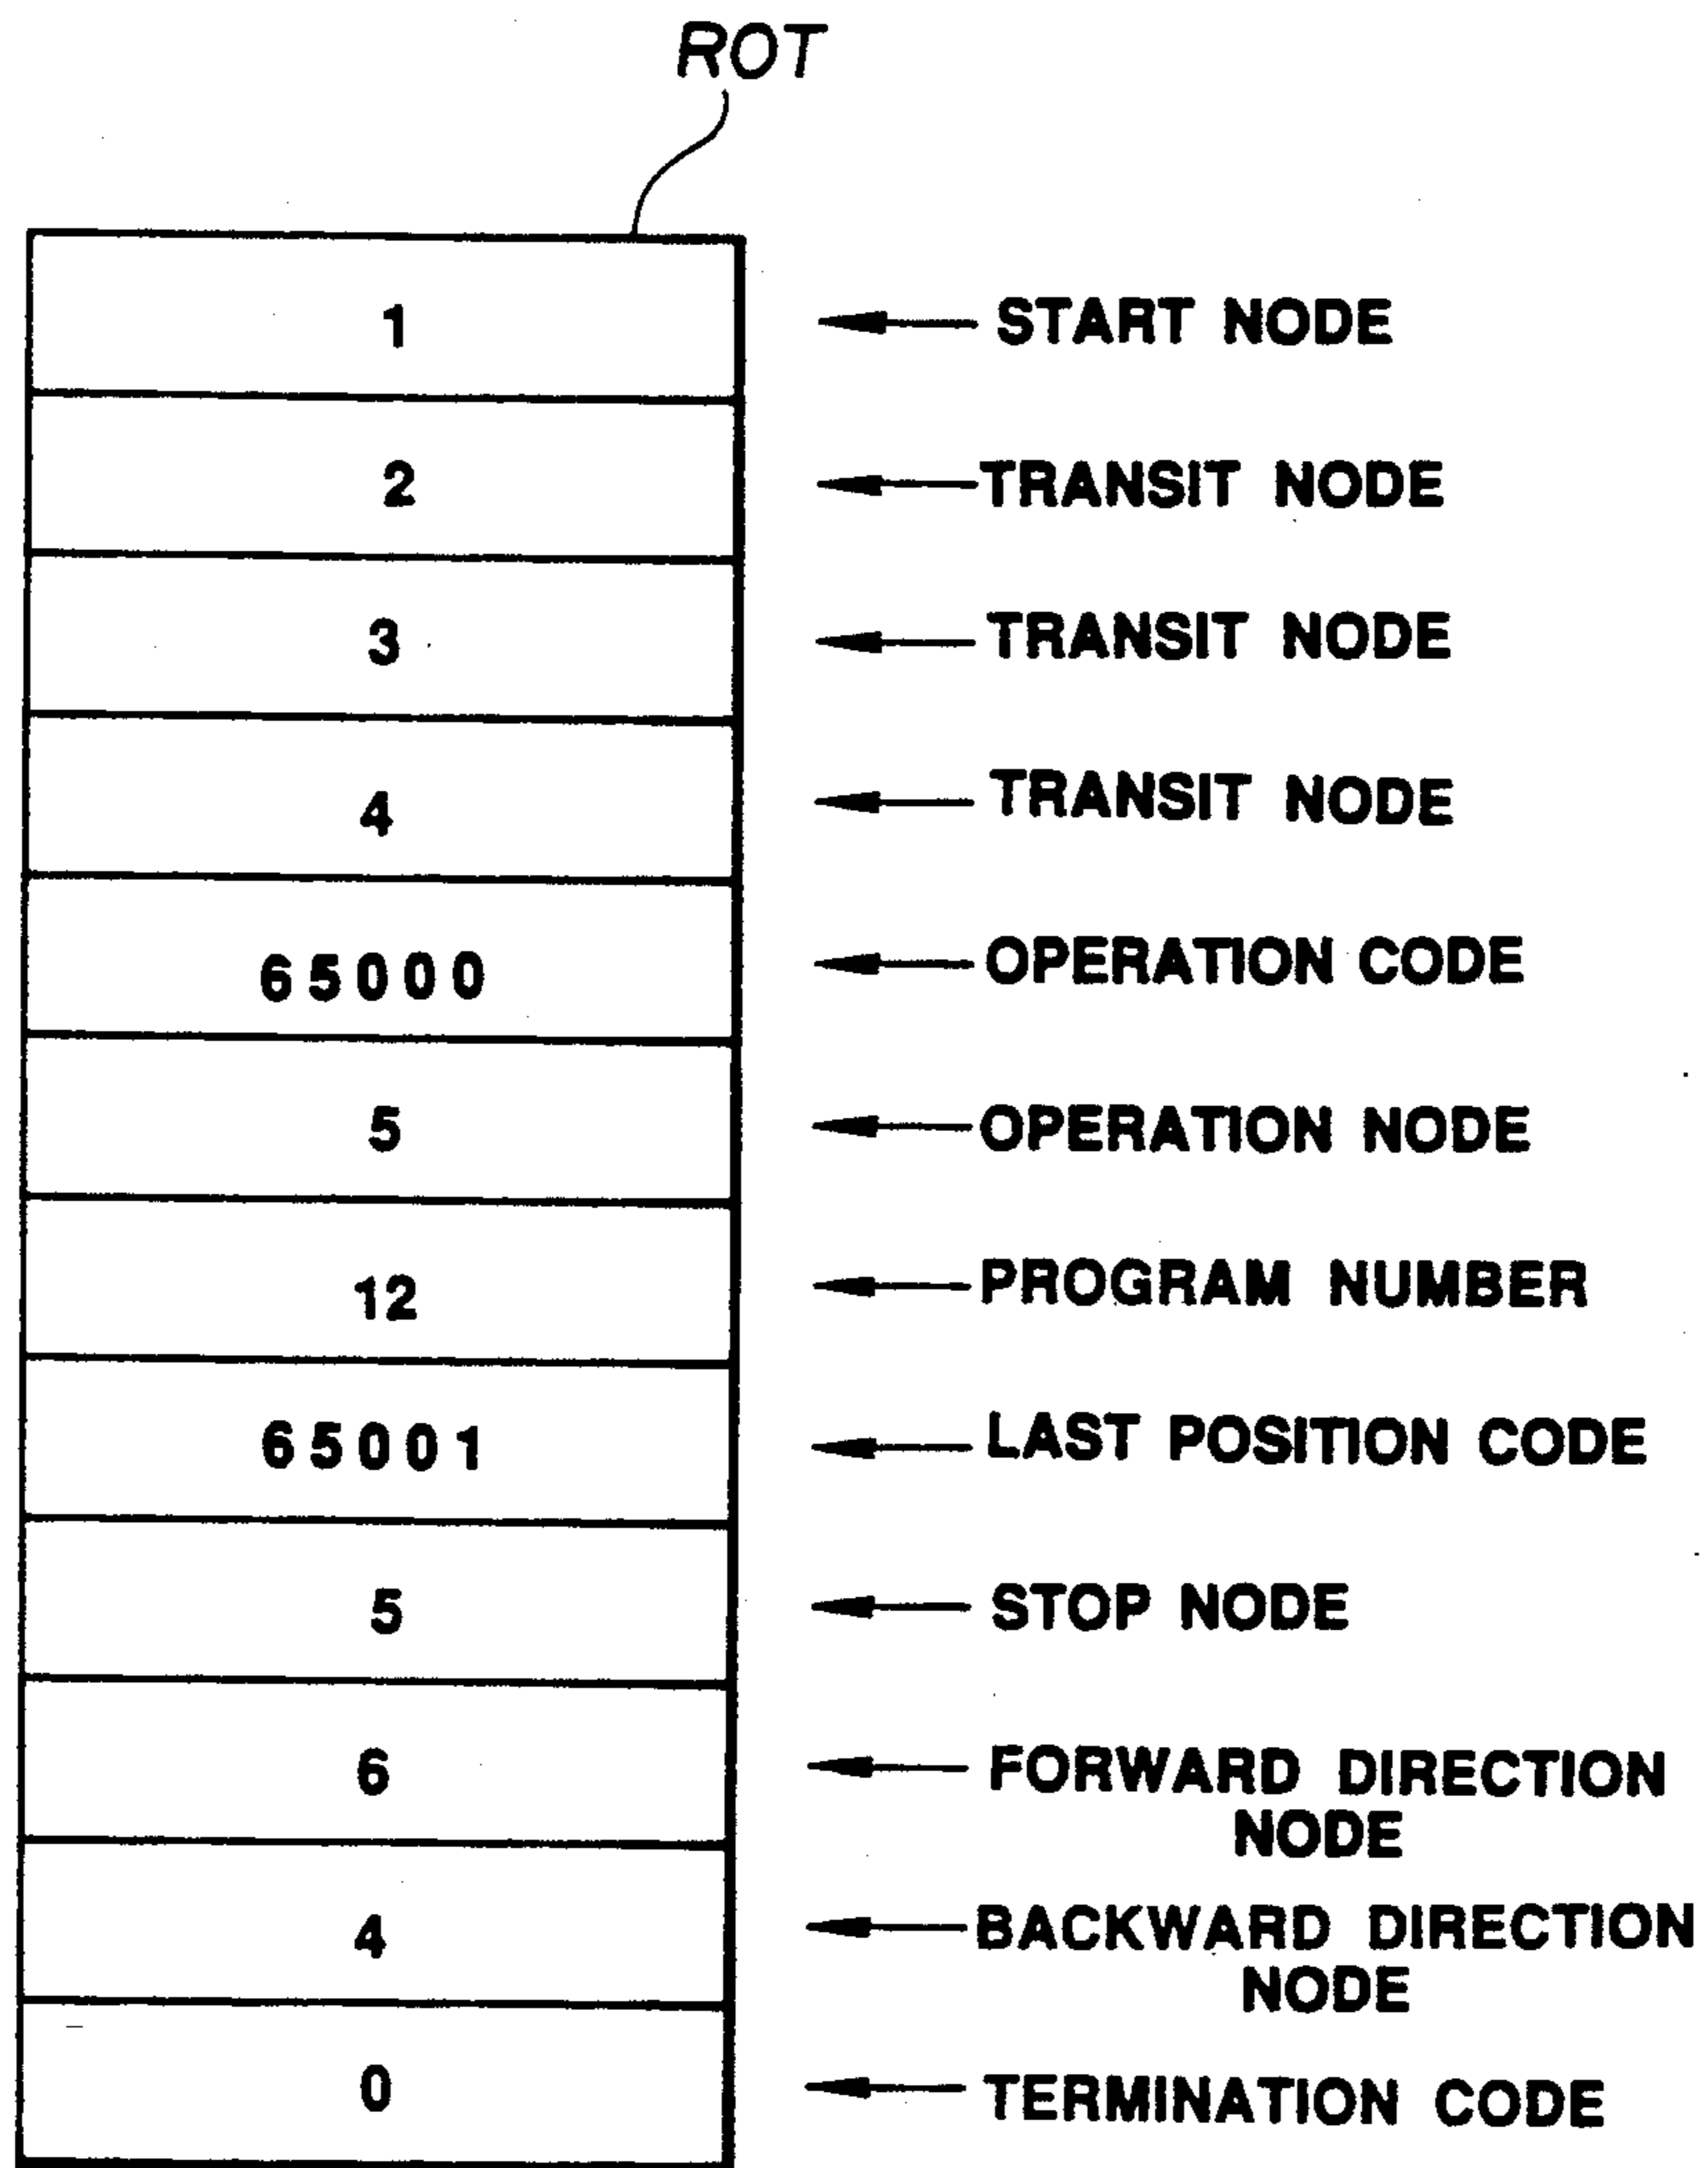 ROT
1 START NODE
2 TRANSIT NODE
3 TRANSIT NODE
4 TRANSIT NODE
65000 OPERATION CODE
5 OPERATION NODE
12 PROGRAM NUMBER
65001 LAST POSITION CODE
5 STOP NODE
6 FORWARD DIRECTION
NODE
4 BACKWARD DIRECTION
NODE
0 TERMINATION CODE